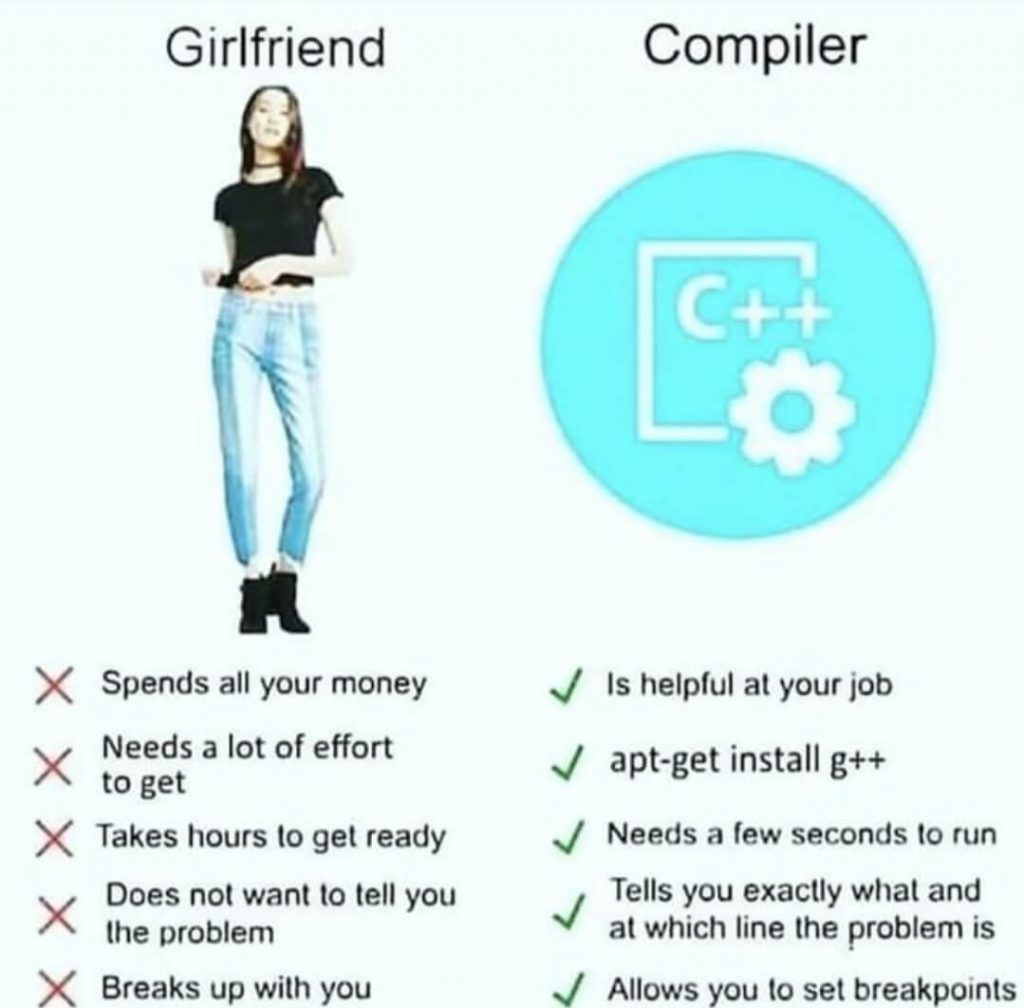 Girlfriend
Compiler
C++
Spends all your money
Needs a lot of effort
to get
Takes hours to get ready
Does not want to tell you
the problem
Breaks up with you
Is helpful at your job
apt-get install g++
Needs a few seconds to run
Tells you exactly what and
at which line the problem is
Allows you to set breakpoints